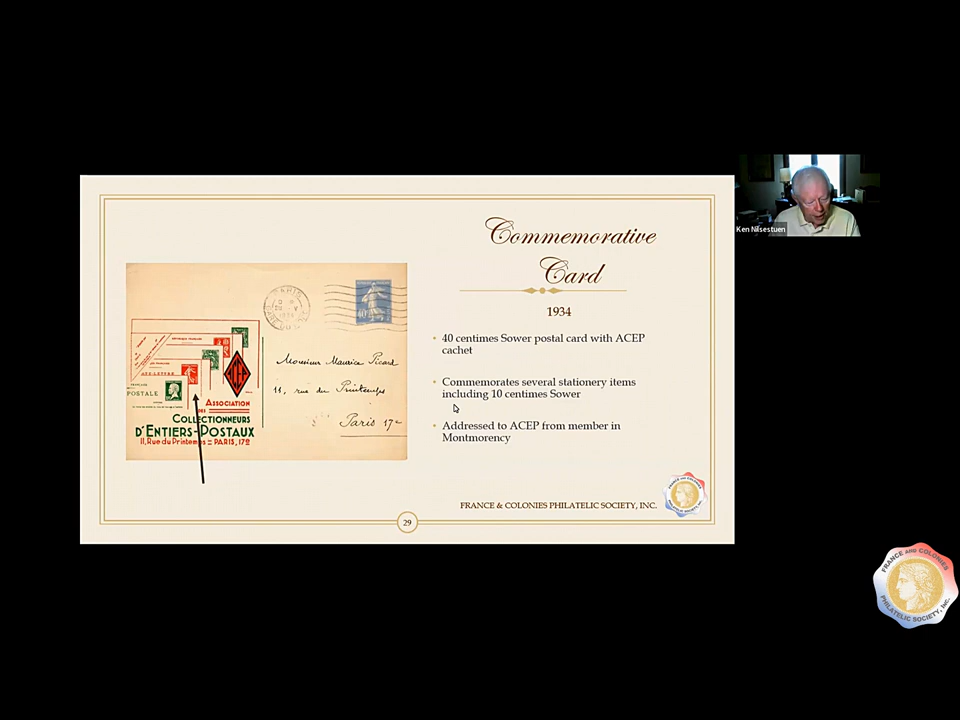 Ken Nilsestuen
Commemorative
Card
1934
40 centimes Sower postal card with ACEP
cachet
Commemorates several stationery items
including 10 centimes Sower
Addressed to ACEP from member in
Montmorency
FRANCE & COLONIES PHILATELIC SOCIETY, INC.
29
PARIS
Monsieur Maurice Picard
11, rue du Printemps
Paris 17e
POSTALE
ACEP
ASSOCIATION
DES
COLLECTIONNEURS
D'ENTIERS-POSTAUX
11, Rue du Printemps = PARIS, 17e
FRANCE AND COLONIES
PHILATELIC SOCIETY, INC.